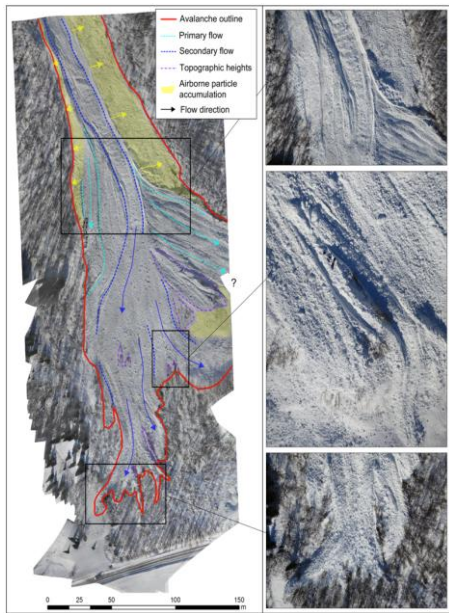 Avalanche outline
Primary flow
Secondary flow
Topographic heights
Airborne particle
accumulation
Flow direction
?
0 25 50 100 150
m